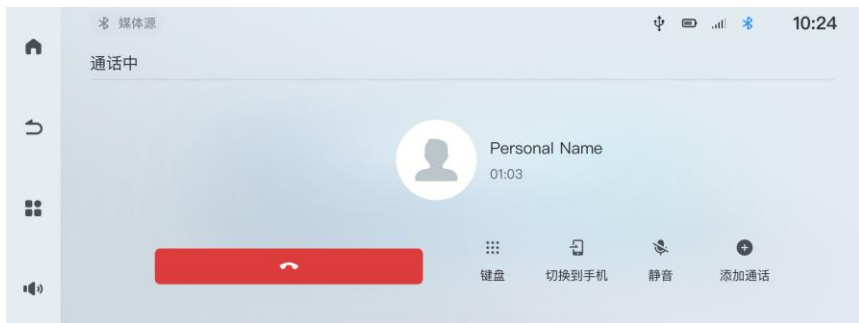 媒体源
10:24
通话中
Personal Name
01:03
键盘 切换到手机 静音 添加通话